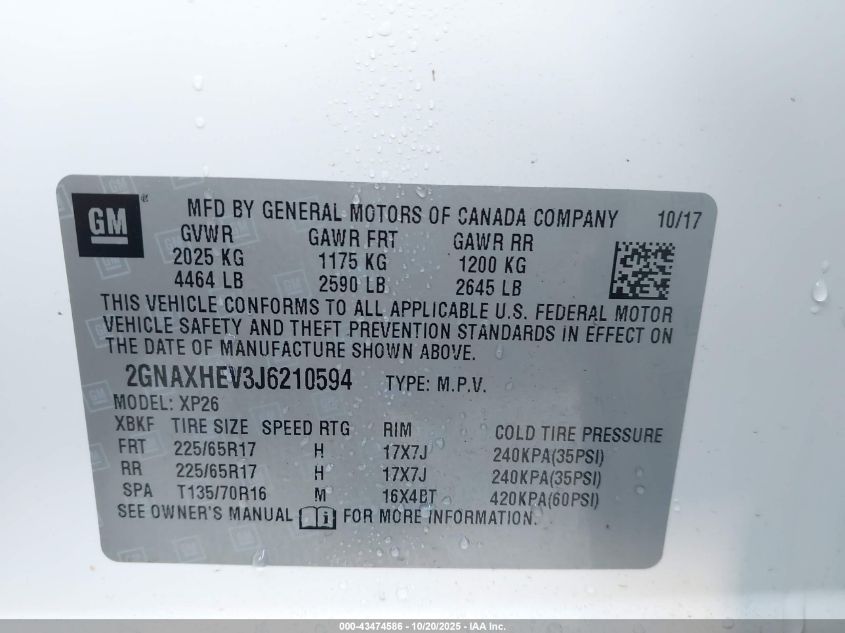 GM ® MFD BY GENERAL MOTORS OF CANADA COMPANY 10/17
GVWR GAWR FRT GAWR RR
2025 KG 1175 KG 1200 KG
4464 LB 2590 LB 2645 LB
THIS VEHICLE CONFORMS TO ALL APPLICABLE U.S. FEDERAL MOTOR
VEHICLE SAFETY AND THEFT PREVENTION STANDARDS IN EFFECT ON
THE DATE OF MANUFACTURE SHOWN ABOVE.
2GNAXHEV3J6210594 TYPE: M.P.V.
MODEL: XP26
XBKF TIRE SIZE SPEED RTG RIM COLD TIRE PRESSURE
FRT 225/65R17 H 17X7J 240KPA(35PSI)
RR 225/65R17 H 17X7J 240KPA(35PSI)
SPA T135/70R16 M 16X4BT 420KPA(60PSI)
SEE OWNER'S MANUAL FOR MORE INFORMATION.
000-43474586 - 10/20/2025 - IAA Inc.